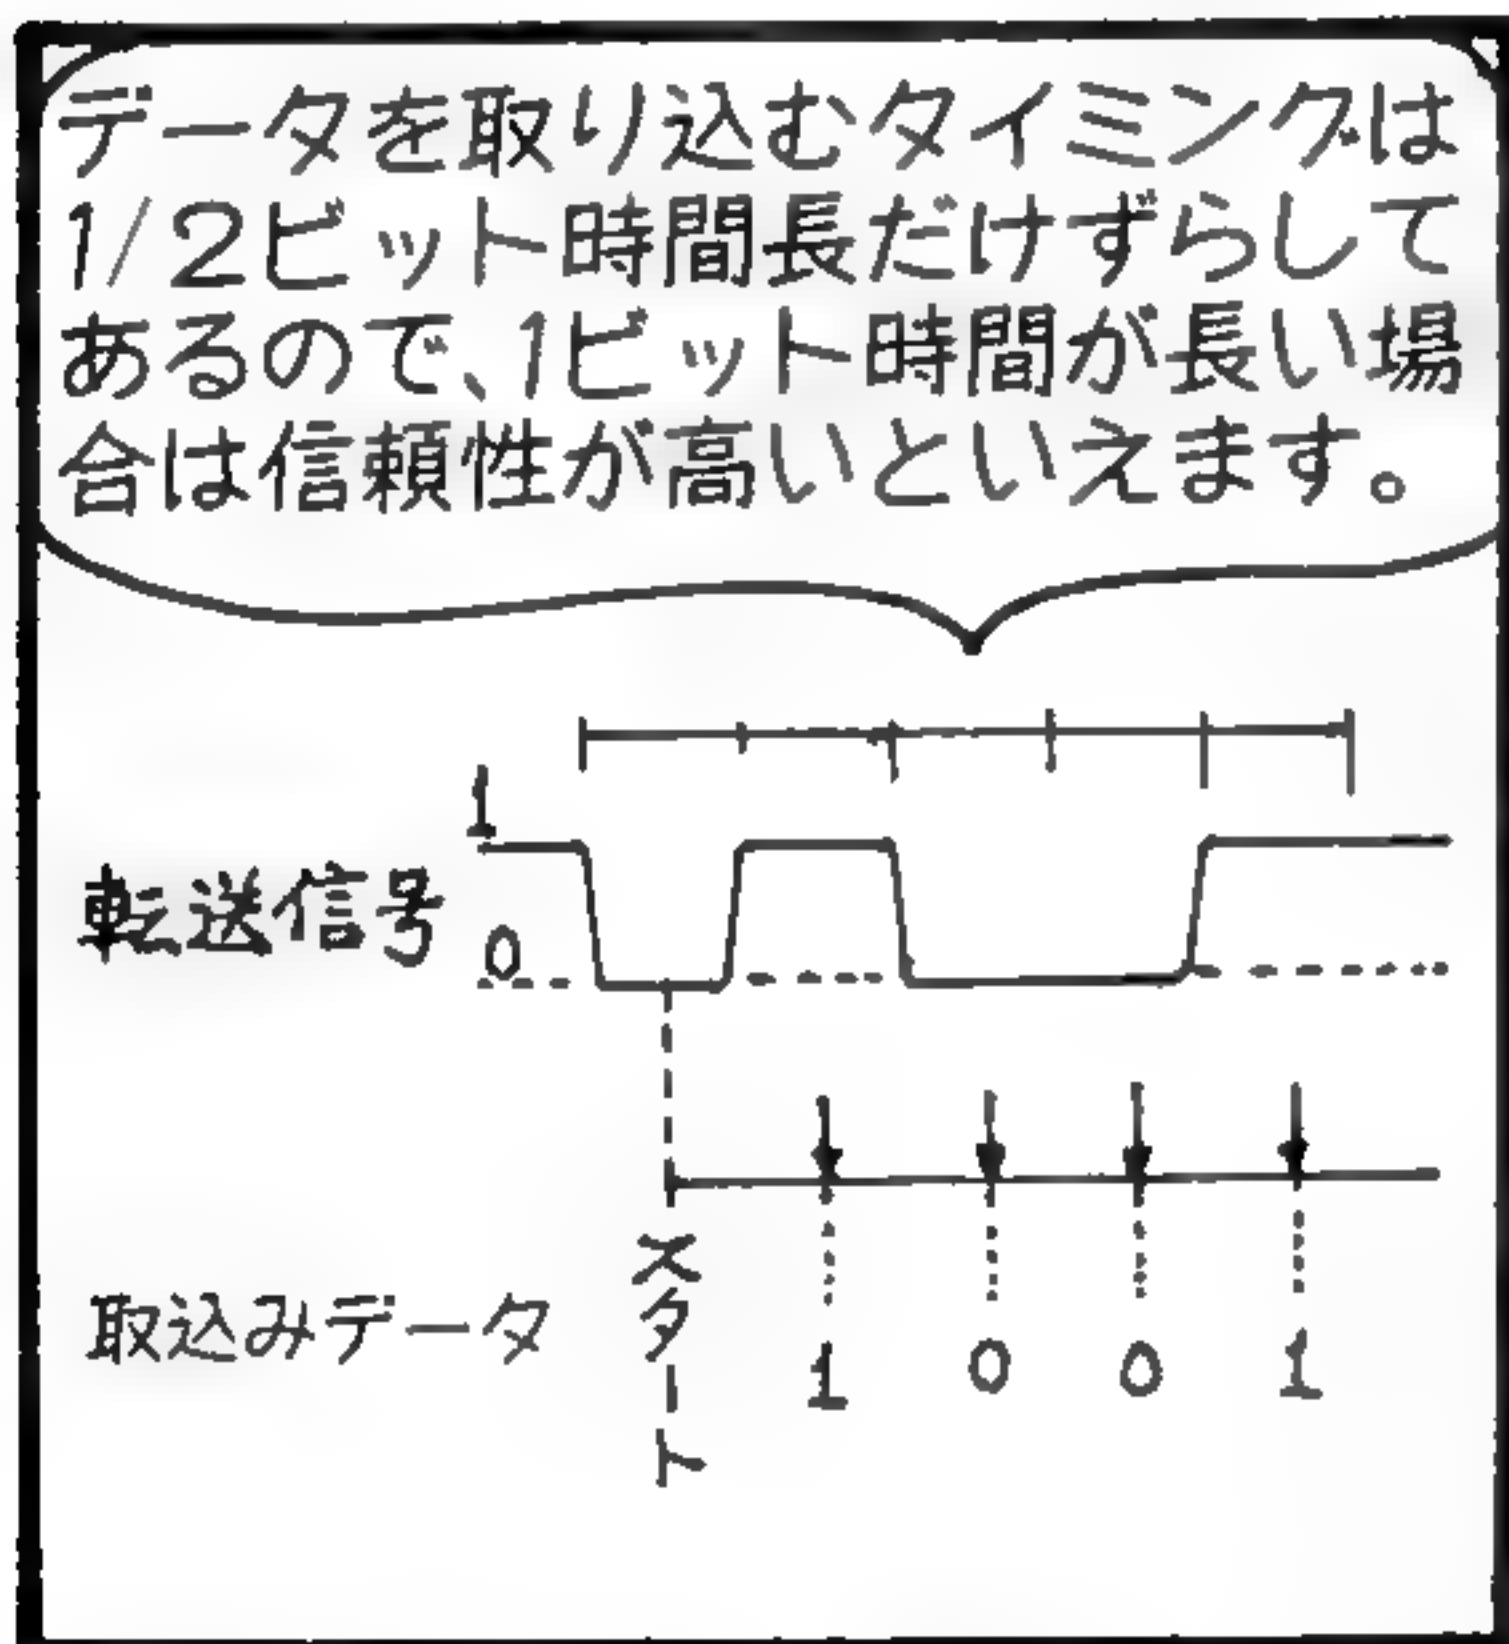 データを取り込むタイミングは
1/2ビット時間長だけずらして
あるので、1ビット時間が長い場
合は信頼性が高いといえます。
1
転送信号
0
取込みデータ
スタート
1 0 0 1